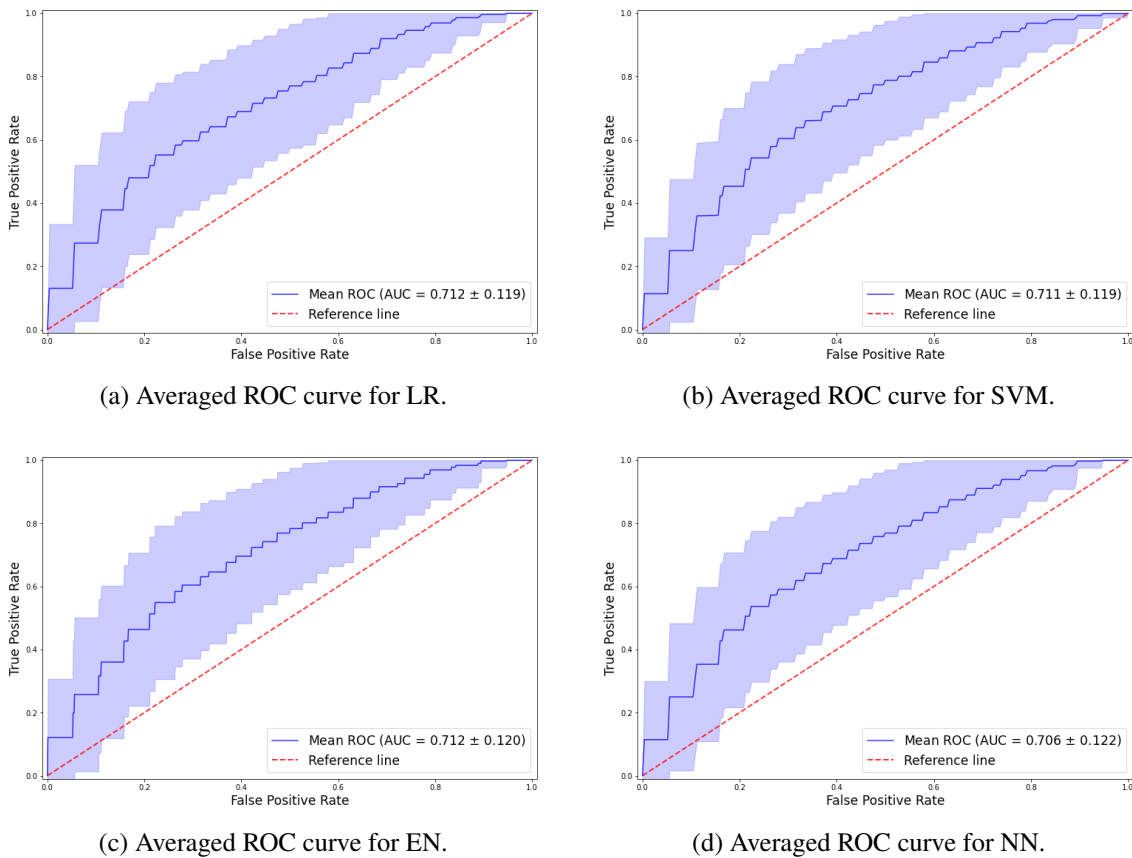 1.0
0.8
0.6
0.4
0.2
0.0
True Positive Rate
0.0 0.2 0.4 0.6 0.8 1.0
False Positive Rate
Mean ROC (AUC = 0.712 ± 0.119)
Reference line
(a) Averaged ROC curve for LR.
1.0
0.8
0.6
0.4
0.2
0.0
True Positive Rate
0.0 0.2 0.4 0.6 0.8 1.0
False Positive Rate
Mean ROC (AUC = 0.711 ± 0.119)
Reference line
(b) Averaged ROC curve for SVM.
1.0
0.8
0.6
0.4
0.2
0.0
True Positive Rate
0.0 0.2 0.4 0.6 0.8 1.0
False Positive Rate
Mean ROC (AUC = 0.712 ± 0.120)
Reference line
(c) Averaged ROC curve for EN.
1.0
0.8
0.6
0.4
0.2
0.0
True Positive Rate
0.0 0.2 0.4 0.6 0.8 1.0
False Positive Rate
Mean ROC (AUC = 0.706 ± 0.122)
Reference line
(d) Averaged ROC curve for NN.